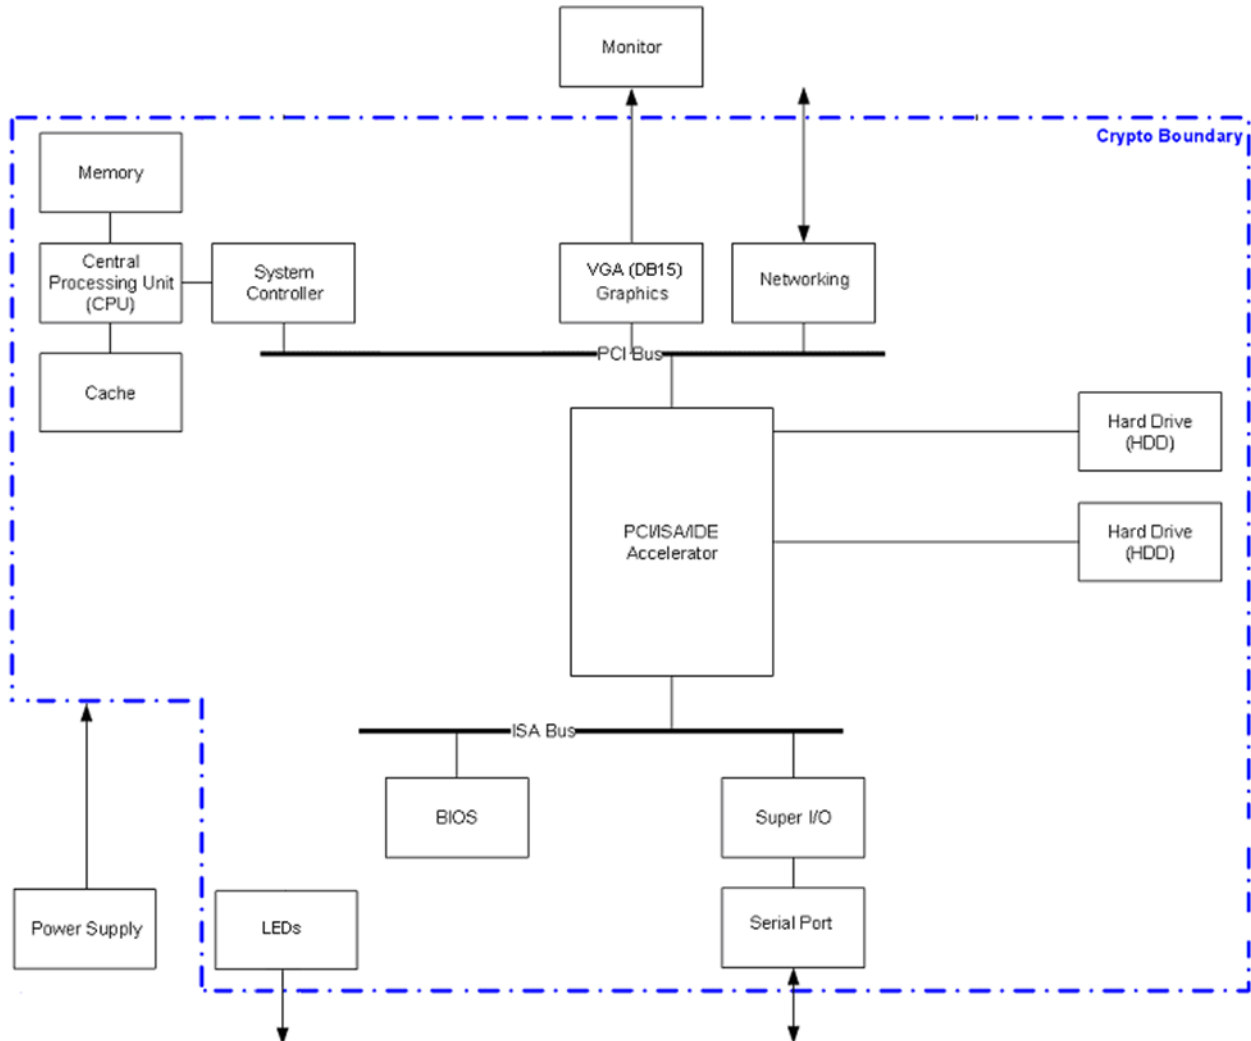 Monitor
Crypto Boundary
Memory
Central
Processing Unit
(CPU)
System
Controller
VGA (DB15)
Graphics
Networking
PCI Bus
Cache
Hard Drive
(HDD)
PCI/ISA/IDE
Accelerator
Hard Drive
(HDD)
ISA Bus
BIOS
Super I/O
Power Supply
LEDs
Serial Port